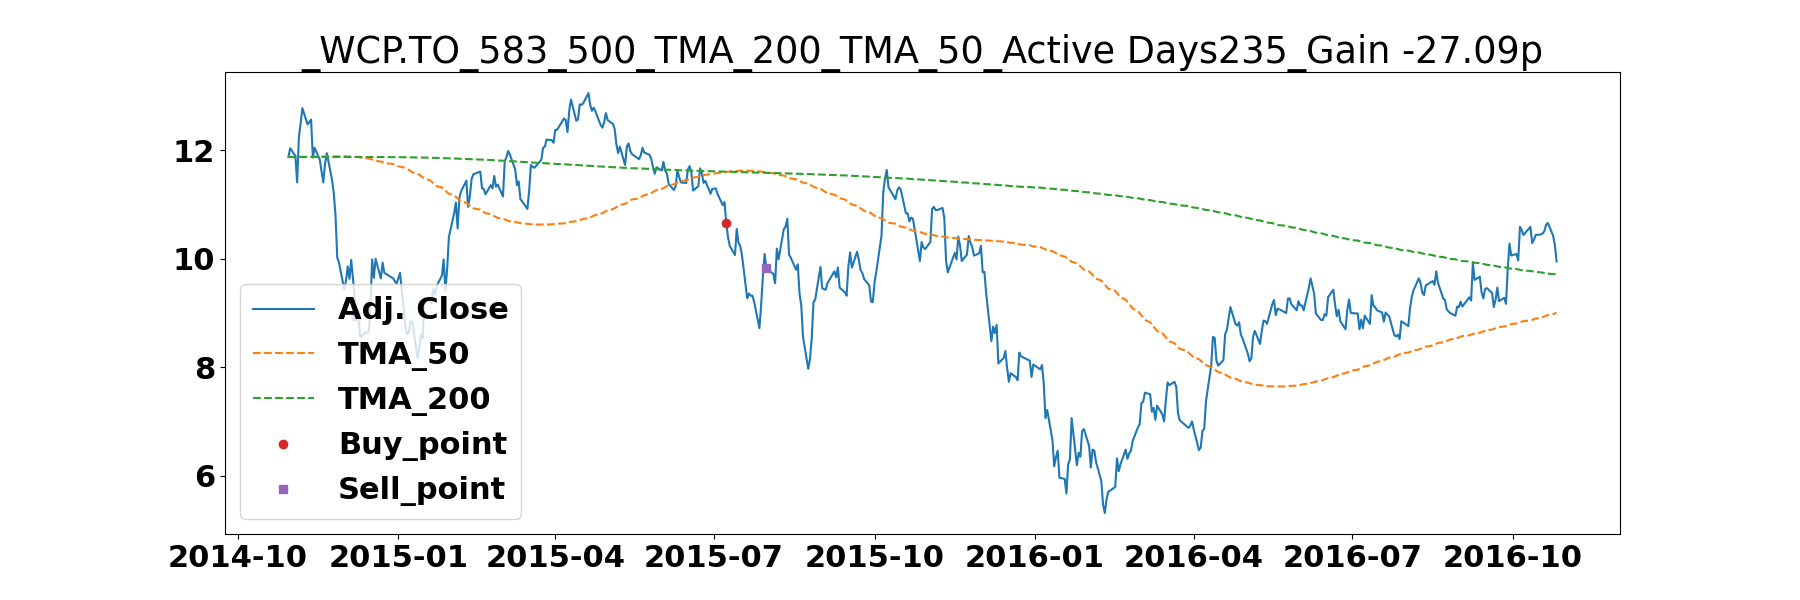 _WCP.TO_583_500_TMA_200_TMA_50_Active Days235_Gain -27.09p
12
10
8
6
Adj. Close
TMA_50
TMA_200
Buy_point
Sell_point
2014-10 2015-01 2015-04 2015-07 2015-10 2016-01 2016-04 2016-07 2016-10